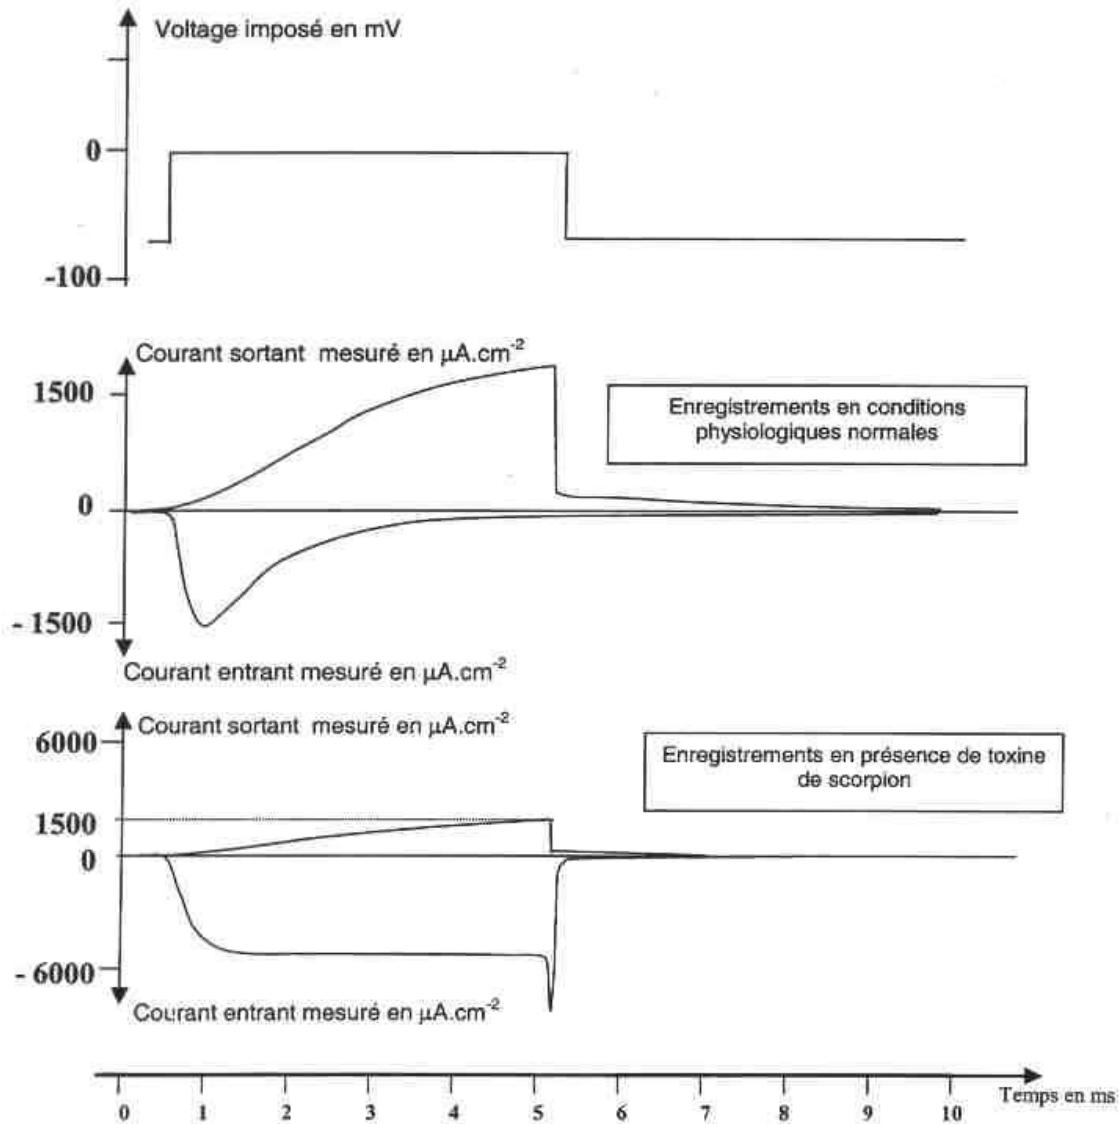 Voltage imposé en mV
0
-100
Courant sortant mesuré en µA.cm-2
1500
0
- 1500
Enregistrements en conditions
physiologiques normales
Courant entrant mesuré en µA.cm-2
Courant sortant mesuré en µA.cm-2
6000
1500
0
- 6000
Enregistrements en présence de toxine
de scorpion
Courant entrant mesuré en µA.cm-2
0 1 2 3 4 5 6 7 8 9 10
Temps en ms